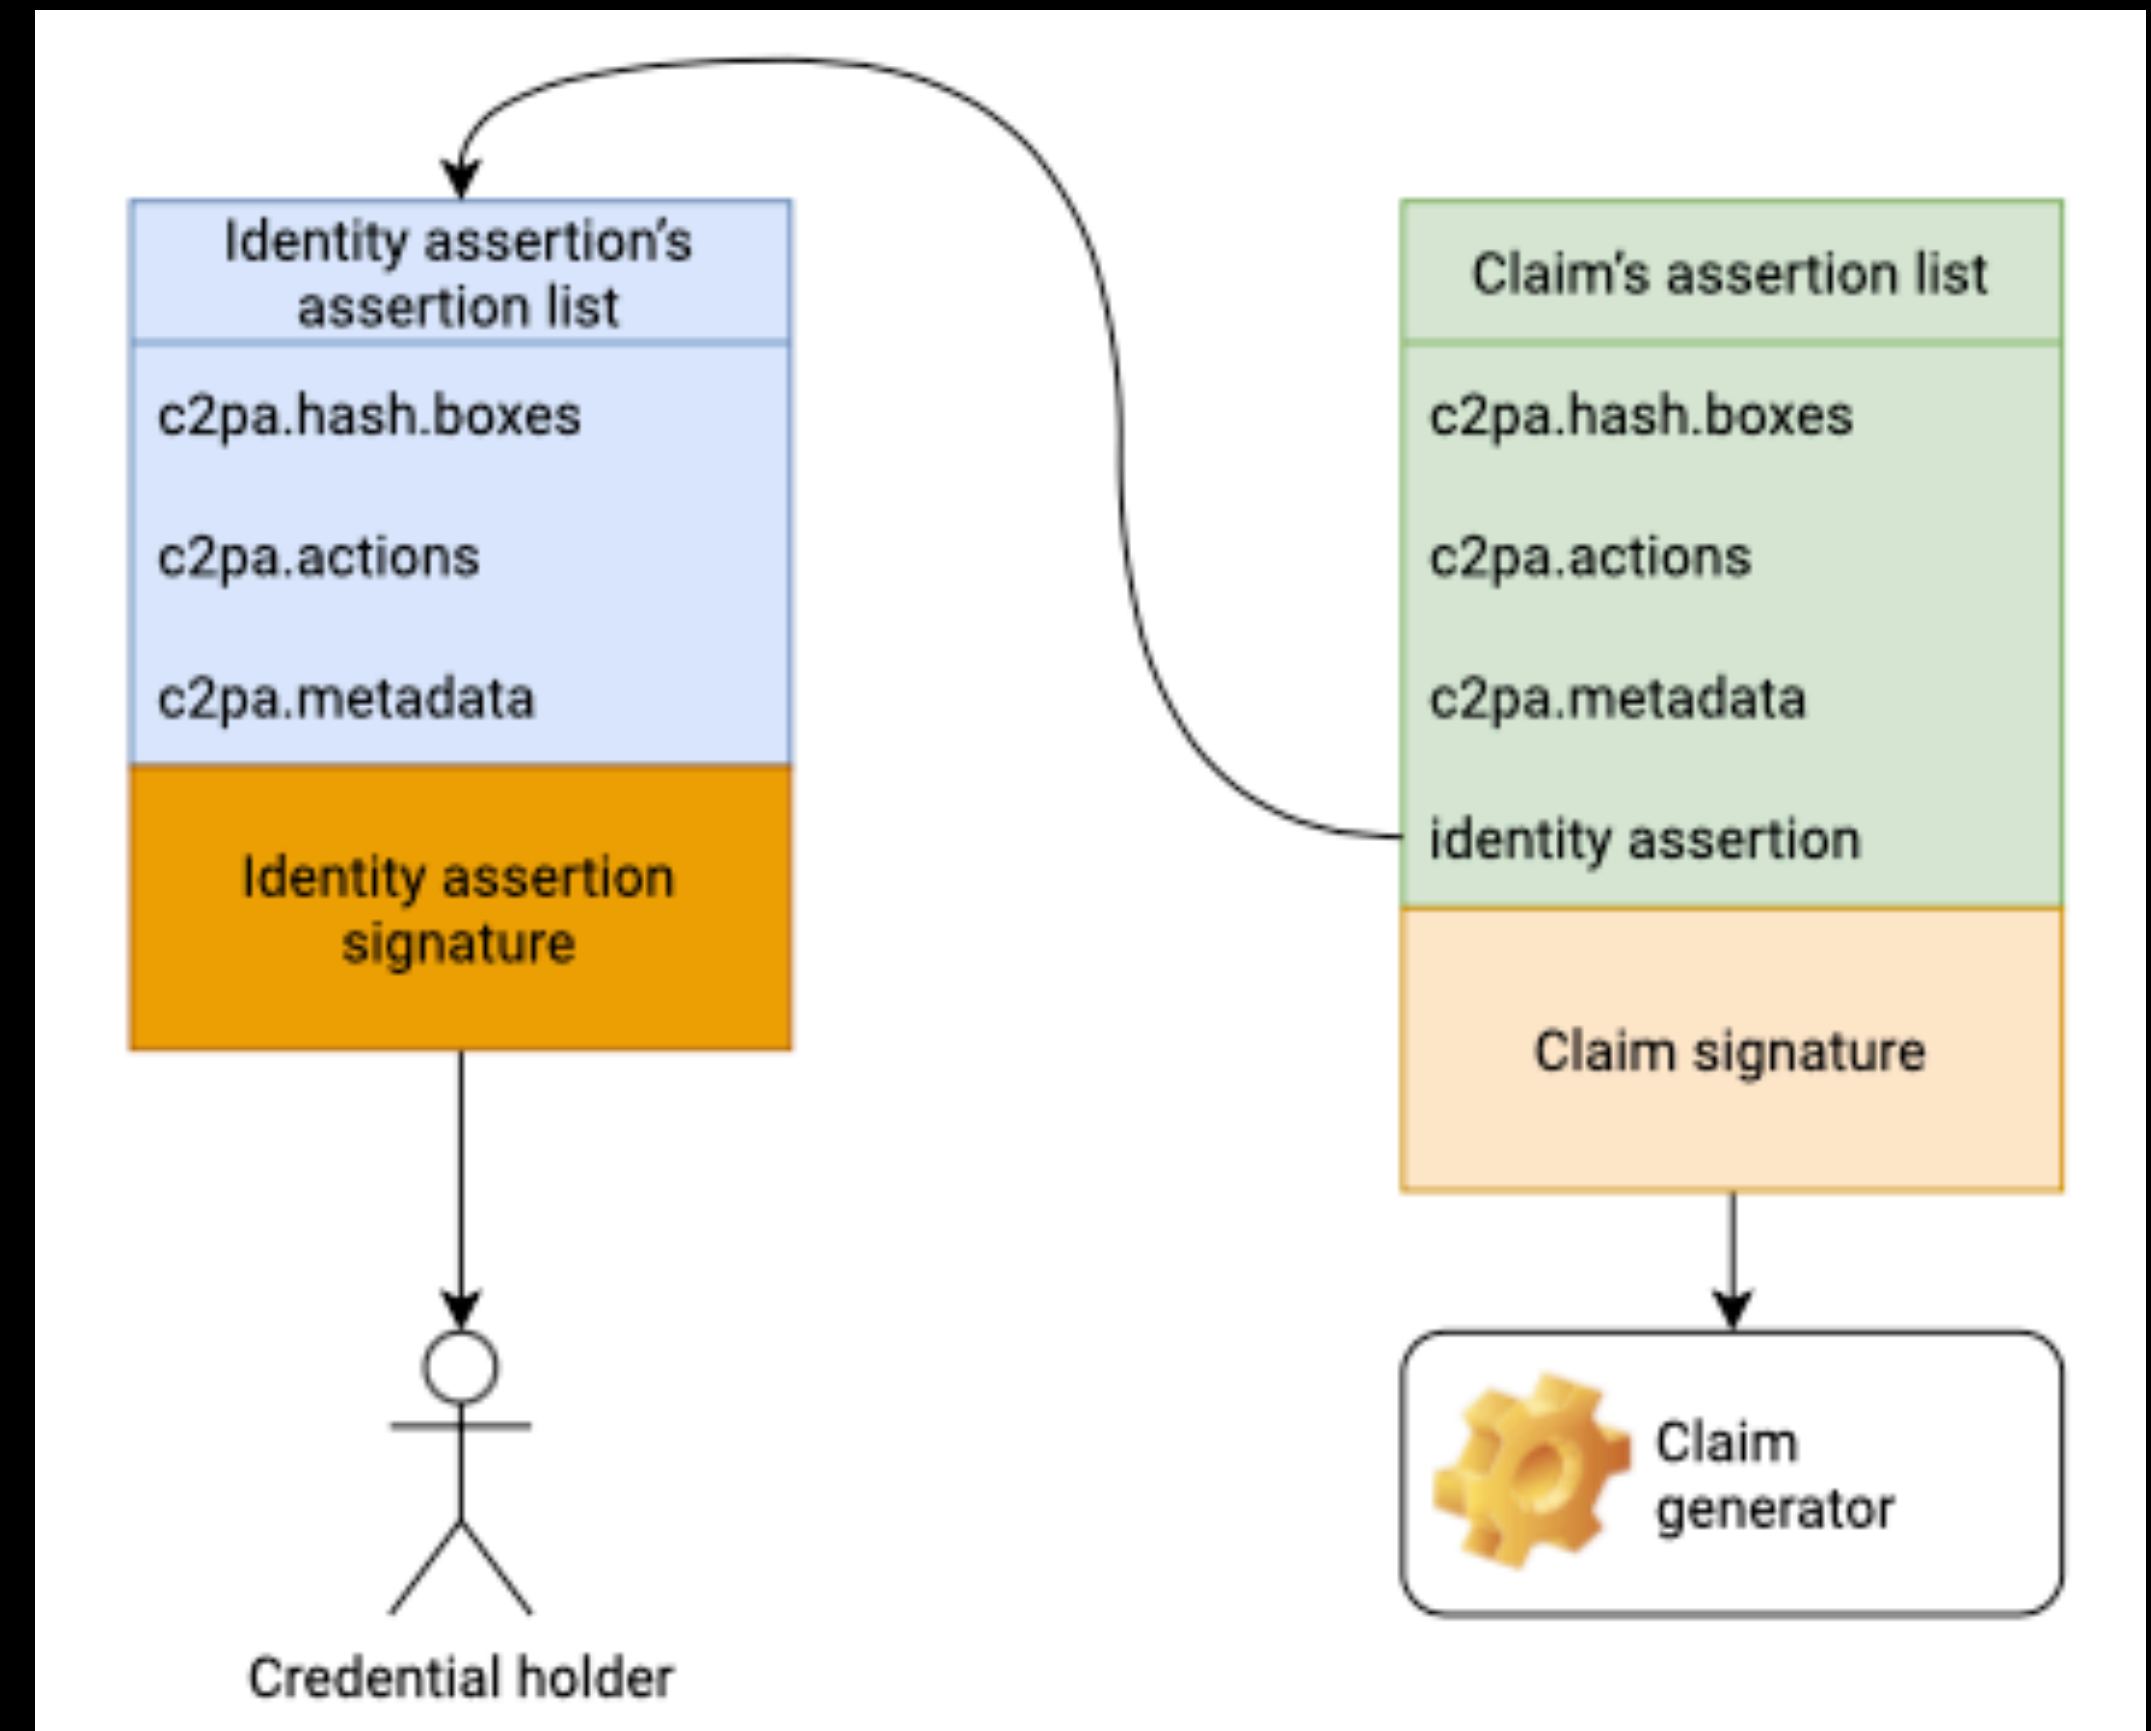 Identity assertion’s
assertion list
c2pa.hash.boxes
c2pa.actions
c2pa.metadata
Identity assertion
signature
Credential holder
Claim’s assertion list
c2pa.hash.boxes
c2pa.actions
c2pa.metadata
identity assertion
Claim signature
Claim
generator